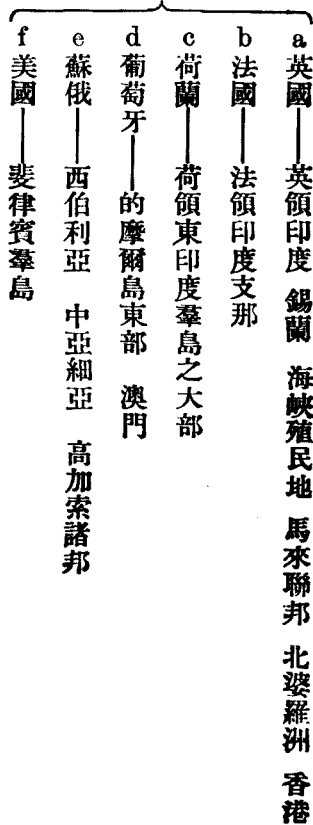 a 英國——英領印度 錫蘭 海峽殖民地 馬來聯邦 北婆羅洲 香港
b 法國——法領印度支那
c 荷蘭——荷領東印度羣島之大部
d 葡萄牙——的摩爾島東部 澳門
e 蘇俄——西伯利亞 中亞細亞 高加索諸邦
f 美國——斐律賓羣島